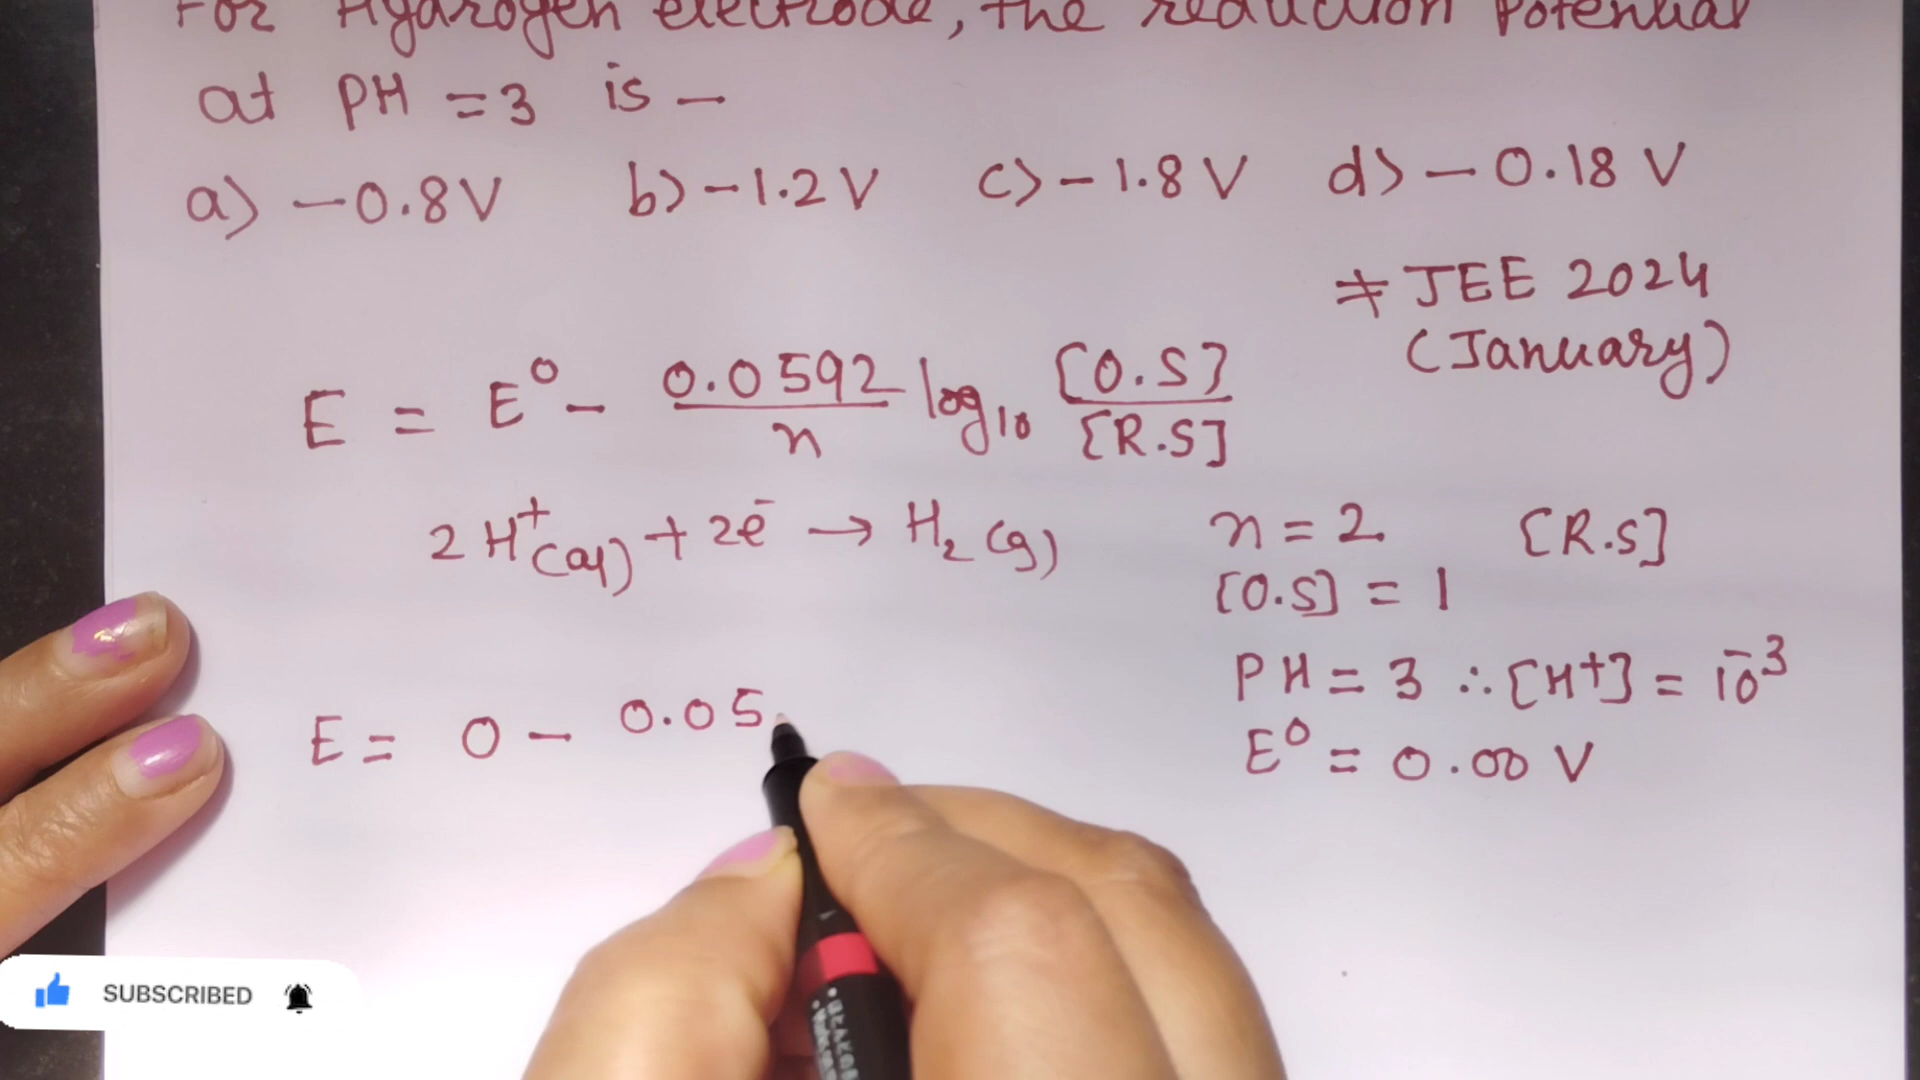 For Hydrogen electrode, the reduction potential
at PH = 3 is —
a) -0.8V b) -1.2V c) -1.8V d) -0.18 V
* JEE 2024
(January)
E = E⁰ - 0.0592/n log₁₀ [O.S]/[R.S]
2H⁺(aq) + 2e⁻ → H₂(g) n = 2 [R.S]
[O.S] = 1
PH = 3 ∴ [H⁺] = 10⁻³
E = 0 - 0.05
E⁰ = 0.00 V
SUBSCRIBED